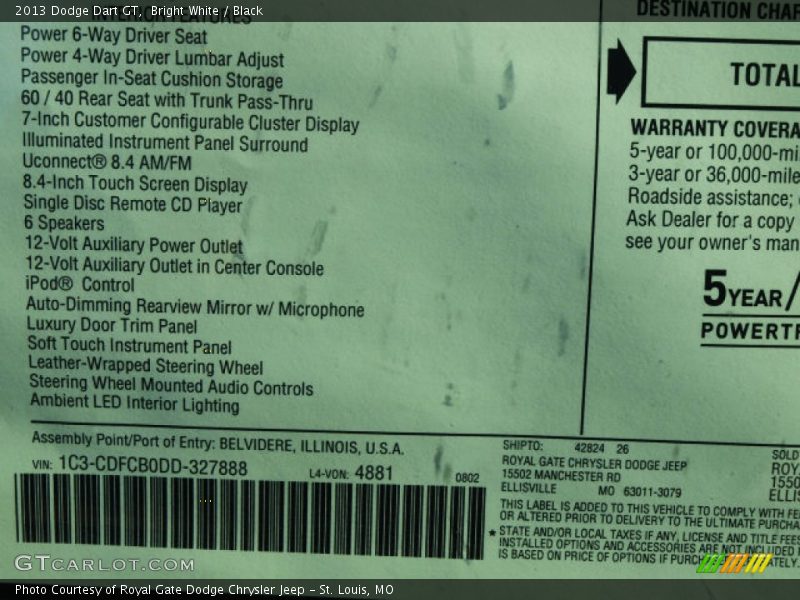 2013 Dodge Dart GT, Bright White / Black
INTERIOR FEATURES
Power 6-Way Driver Seat
Power 4-Way Driver Lumbar Adjust
Passenger In-Seat Cushion Storage
60 / 40 Rear Seat with Trunk Pass-Thru
7-Inch Customer Configurable Cluster Display
Illuminated Instrument Panel Surround
Uconnect® 8.4 AM/FM
8.4-Inch Touch Screen Display
Single Disc Remote CD Player
6 Speakers
12-Volt Auxiliary Power Outlet
12-Volt Auxiliary Outlet in Center Console
iPod® Control
Auto-Dimming Rearview Mirror w/ Microphone
Luxury Door Trim Panel
Soft Touch Instrument Panel
Leather-Wrapped Steering Wheel
Steering Wheel Mounted Audio Controls
Ambient LED Interior Lighting
DESTINATION CHAR
TOTAL
WARRANTY COVERA
5-year or 100,000-mi
3-year or 36,000-mile
Roadside assistance;
Ask Dealer for a copy
see your owner's man
5YEAR/
POWERTR
Assembly Point/Port of Entry: BELVIDERE, ILLINOIS, U.S.A.
VIN: 1C3-CDFCB0DD-327888 L4-VON: 4881 0802
SHIPTO: 42824 26
ROYAL GATE CHRYSLER DODGE JEEP
15502 MANCHESTER RD
ELLISVILLE MO 63011-3079
SOLD
ROY
1550
ELLIS
THIS LABEL IS ADDED TO THIS VEHICLE TO COMPLY WITH FE
OR ALTERED PRIOR TO DELIVERY TO THE ULTIMATE PURCHA
* STATE AND/OR LOCAL TAXES IF ANY, LICENSE AND TITLE FEES
INSTALLED OPTIONS AND ACCESSORIES ARE NOT INCLUDED
IS BASED ON PRICE OF OPTIONS IF PURCHASED SEPARATELY.
GTCARLOT.COM
Photo Courtesy of Royal Gate Dodge Chrysler Jeep - St. Louis, MO